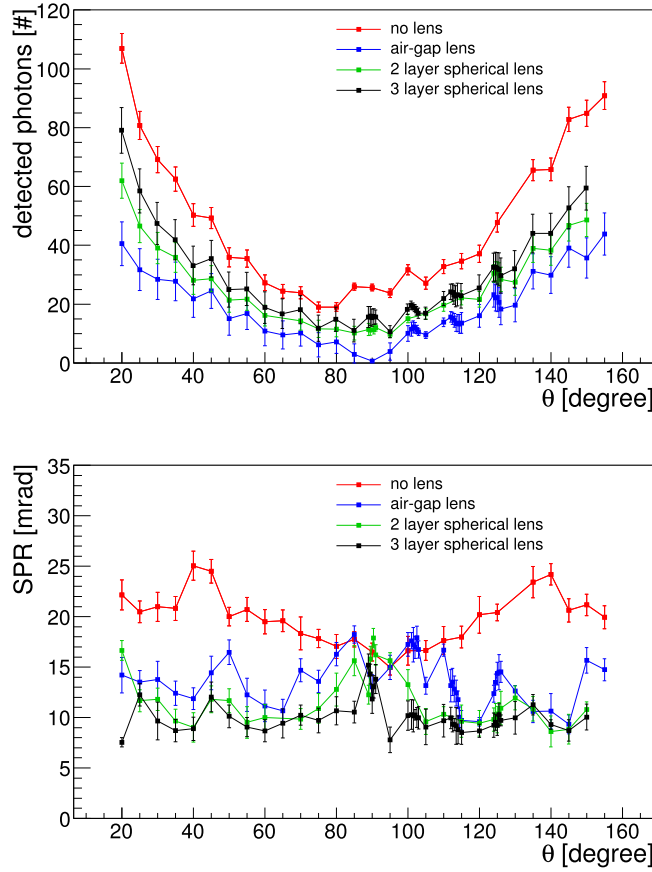 detected photons [#]
120
100
80
60
40
20
0
no lens
air-gap lens
2 layer spherical lens
3 layer spherical lens
20 40 60 80 100 120 140 160
θ [degree]
SPR [mrad]
35
30
25
20
15
10
5
0
no lens
air-gap lens
2 layer spherical lens
3 layer spherical lens
20 40 60 80 100 120 140 160
θ [degree]